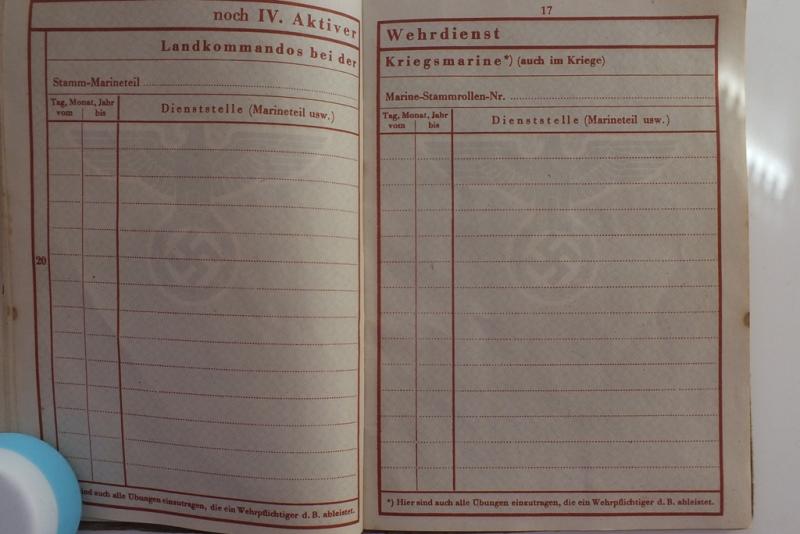 noch IV. Aktiver
Landkommandos bei der
Stamm-Marineteil
Tag, Monat, Jahr
vom bis
Dienststelle (Marineteil usw.)
20
und auch alle Übungen einzutragen, die ein Wehrpflichtiger d. B. ableistet.
17
Wehrdienst
Kriegsmarine*) (auch im Kriege)
Marine-Stammrollen-Nr.
Tag, Monat, Jahr
vom bis
Dienststelle (Marineteil usw.)
*) Hier sind auch alle Übungen einzutragen, die ein Wehrpflichtiger d. B. ableistet.